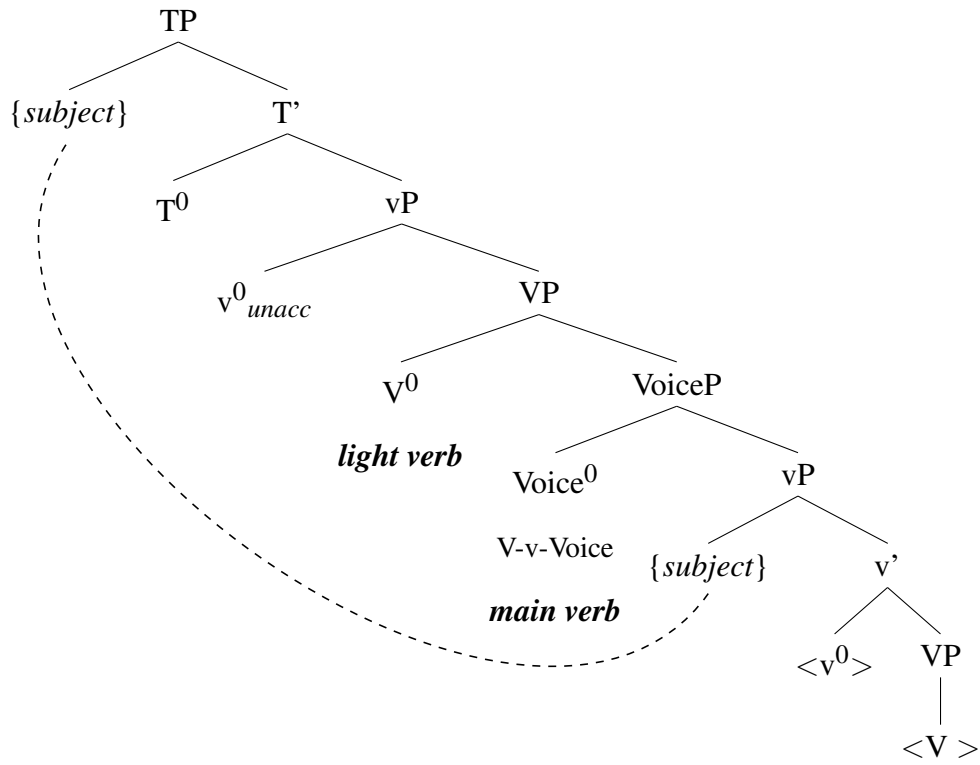 TP
{subject} T’
T0 vP
v0unacc VP
V0 VoiceP
light verb Voice0 vP
V-v-Voice {subject} v’
main verb
<v0> VP
<V >